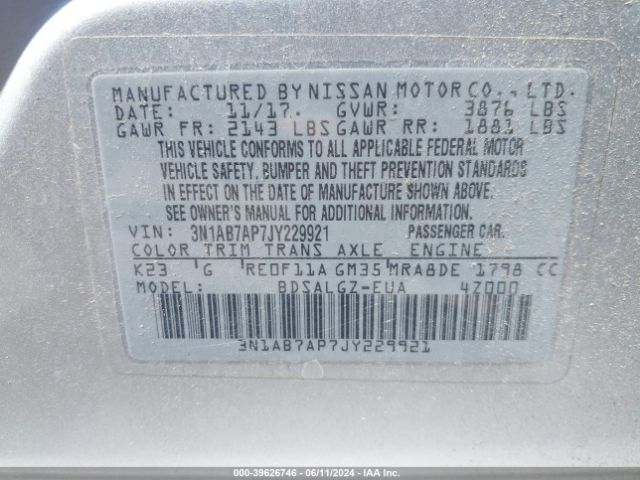 MANUFACTURED BY NISSAN MOTOR CO., LTD.
DATE: 11/17. GVWR: 3876 LBS
GAWR FR: 2143 LBS GAWR RR: 1881 LBS
THIS VEHICLE CONFORMS TO ALL APPLICABLE FEDERAL MOTOR
VEHICLE SAFETY, BUMPER AND THEFT PREVENTION STANDARDS
IN EFFECT ON THE DATE OF MANUFACTURE SHOWN ABOVE.
SEE OWNER'S MANUAL FOR ADDITIONAL INFORMATION.
VIN: 3N1AB7AP7JY229921 PASSENGER CAR.
COLOR TRIM TRANS AXLE ENGINE
K23 G RE0F11A GM35 MRA8DE 1798 CC
MODEL: BDSALGZ-EUA 4Z000
3N1AB7AP7JY229921
000-39626746 - 06/11/2024 - IAA Inc.